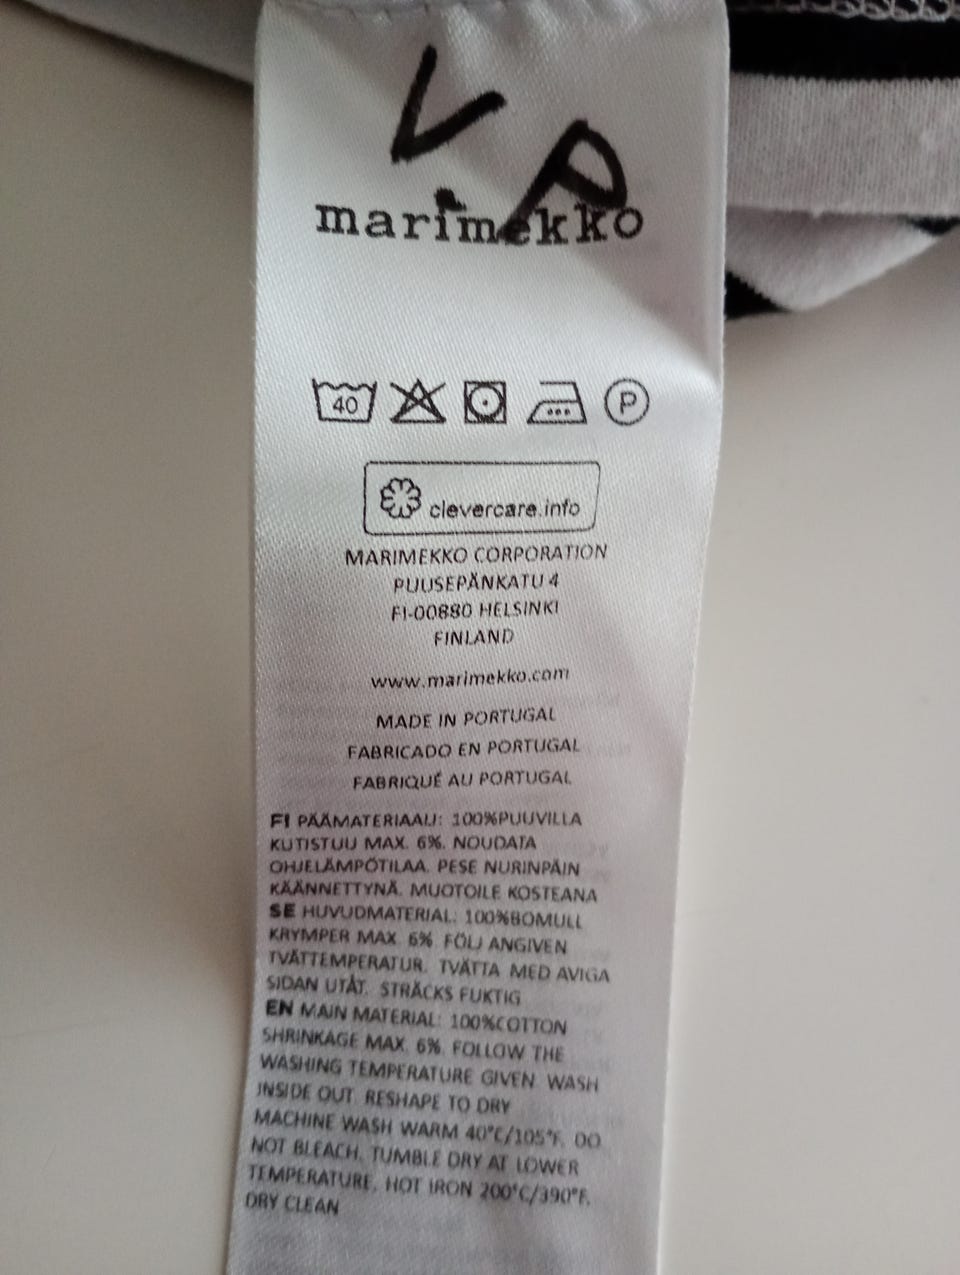 VP
marimekko
40 P
clevercare.info
MARIMEKKO CORPORATION
PUUSEPÄNKATU 4
FI-00880 HELSINKI
FINLAND
www.marimekko.com
MADE IN PORTUGAL
FABRICADO EN PORTUGAL
FABRIQUÉ AU PORTUGAL
FI PÄÄMATERIAALI: 100%PUUVILLA
KUTISTUU MAX. 6%. NOUDATA
OHJELÄMPÖTILAA. PESE NURINPÄIN
KÄÄNNETTYNÄ. MUOTOILE KOSTEANA
SE HUVUDMATERIAL: 100%BOMULL
KRYMPER MAX. 6%. FÖLJ ANGIVEN
TVÄTTEMPERATUR. TVÄTTA MED AVIGA
SIDAN UTÅT. STRÄCKS FUKTIG
EN MAIN MATERIAL: 100%COTTON
SHRINKAGE MAX. 6%. FOLLOW THE
WASHING TEMPERATURE GIVEN. WASH
INSIDE OUT. RESHAPE TO DRY
MACHINE WASH WARM 40°C/105°F. DO
NOT BLEACH. TUMBLE DRY AT LOWER
TEMPERATURE. HOT IRON 200°C/390°F.
DRY CLEAN